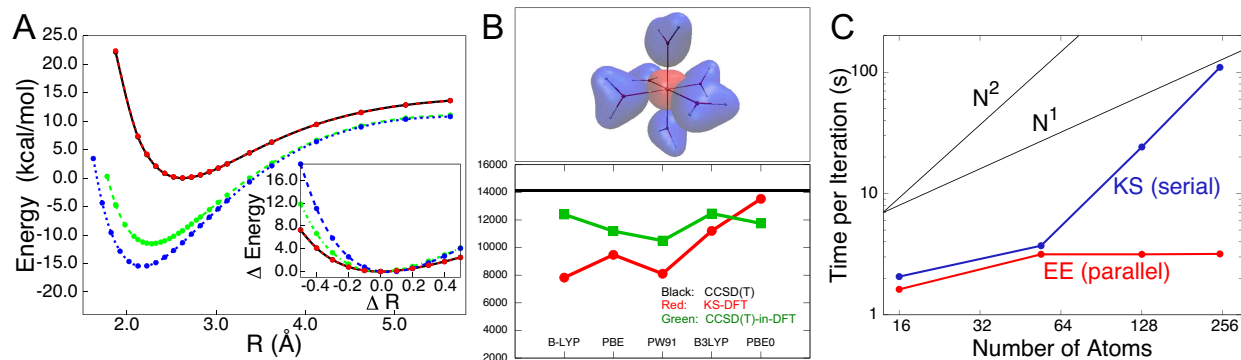 A
Energy (kcal/mol)
25.0
20.0
15.0
10.0
5.0
0.0
-5.0
-10.0
-15.0
-20.0
-25.0
2.0 3.0 4.0 5.0
R (Å)
Δ Energy
16.0
12.0
8.0
4.0
0.0
-0.4 -0.2 0.0 0.2 0.4
Δ R
B
16000
14000
12000
10000
8000
6000
4000
2000
Black: CCSD(T)
Red: KS-DFT
Green: CCSD(T)-in-DFT
B-LYP PBE PW91 B3LYP PBE0
C
Time per Iteration (s)
100
10
1
N²
N¹
KS (serial)
EE (parallel)
16 32 64 128 256
Number of Atoms